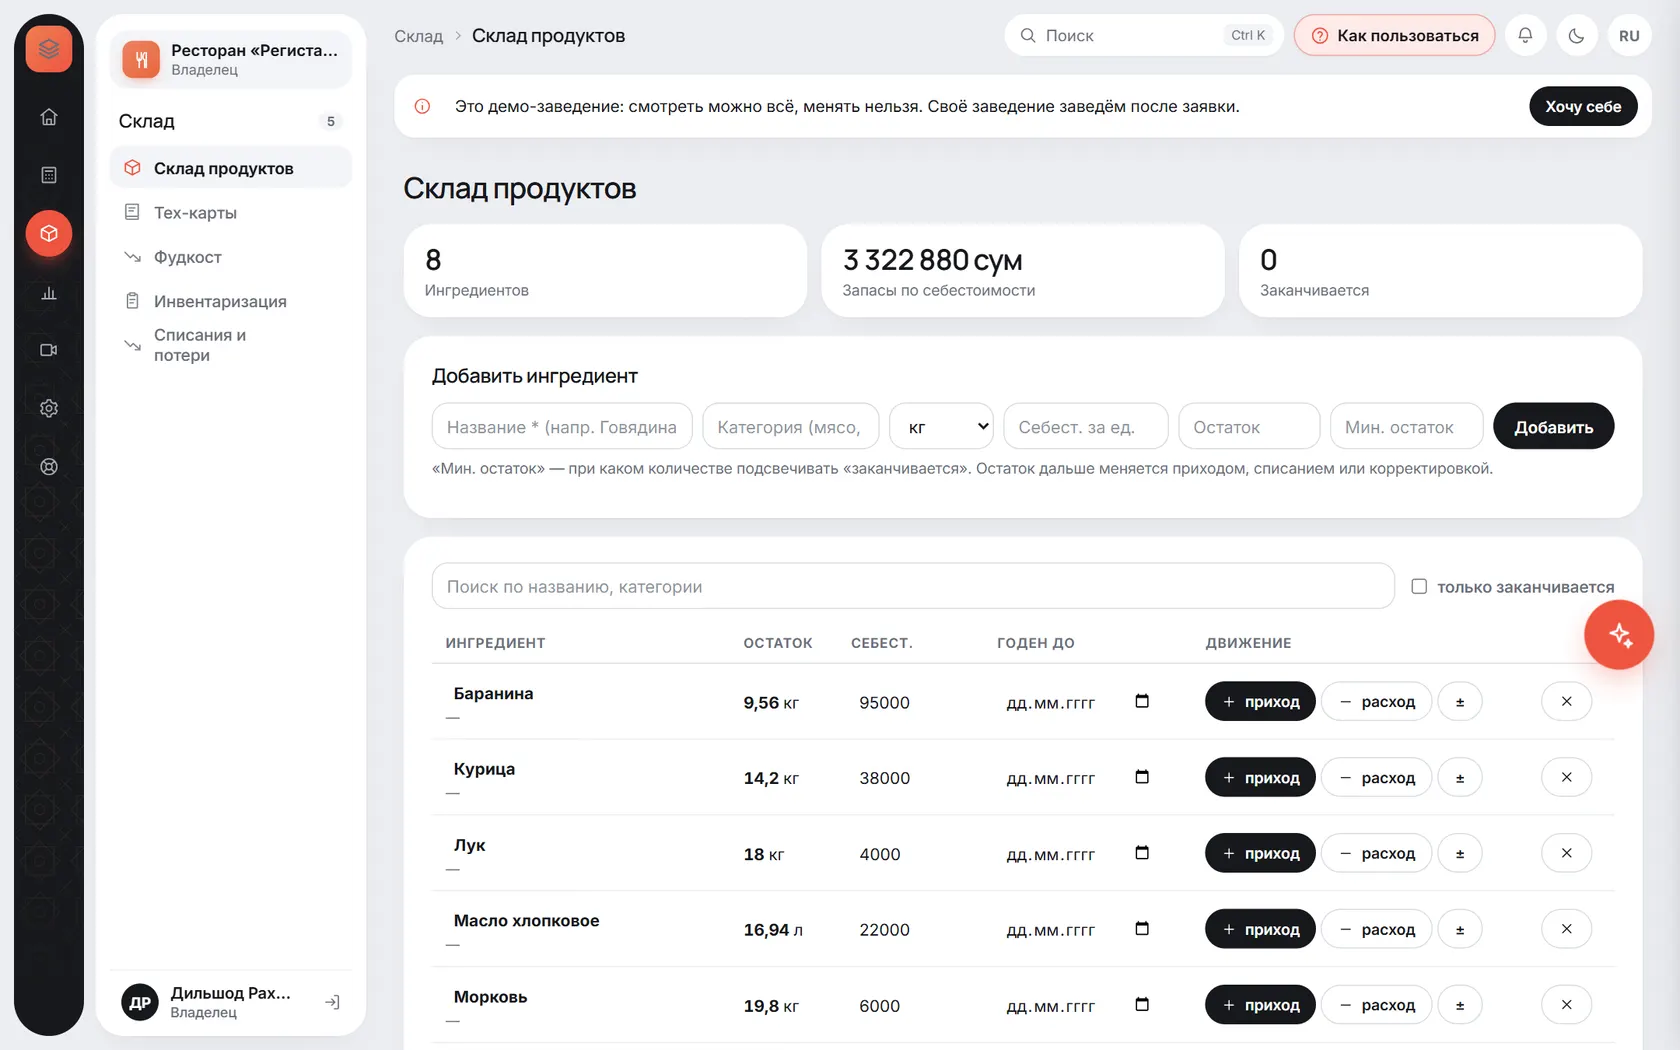 Ресторан «Региста...
Владелец
Склад
5
Склад продуктов
Тех-карты
Фудкост
Инвентаризация
Списания и
потери
ДР
Дильшод Рах...
Владелец
Склад
Склад продуктов
Поиск
Ctrl K
Как пользоваться
RU
Это демо-заведение: смотреть можно всё, менять нельзя. Своё заведение заведём после заявки.
Хочу себе
Склад продуктов
8
Ингредиентов
3 322 880 сум
Запасы по себестоимости
0
Заканчивается
Добавить ингредиент
Название * (напр. Говядина
Категория (мясо,
кг
Себест. за ед.
Остаток
Мин. остаток
Добавить
«Мин. остаток» — при каком количестве подсвечивать «заканчивается». Остаток дальше меняется приходом, списанием или корректировкой.
Поиск по названию, категории
только заканчивается
ИНГРЕДИЕНТ ОСТАТОК СЕБЕСТ. ГОДЕН ДО ДВИЖЕНИЕ
Баранина
—
9,56 кг 95000 дд.мм.гггг + приход − расход ± ×
Курица
—
14,2 кг 38000 дд.мм.гггг + приход − расход ± ×
Лук
—
18 кг 4000 дд.мм.гггг + приход − расход ± ×
Масло хлопковое
—
16,94 л 22000 дд.мм.гггг + приход − расход ± ×
Морковь
—
19,8 кг 6000 дд.мм.гггг + приход − расход ± ×